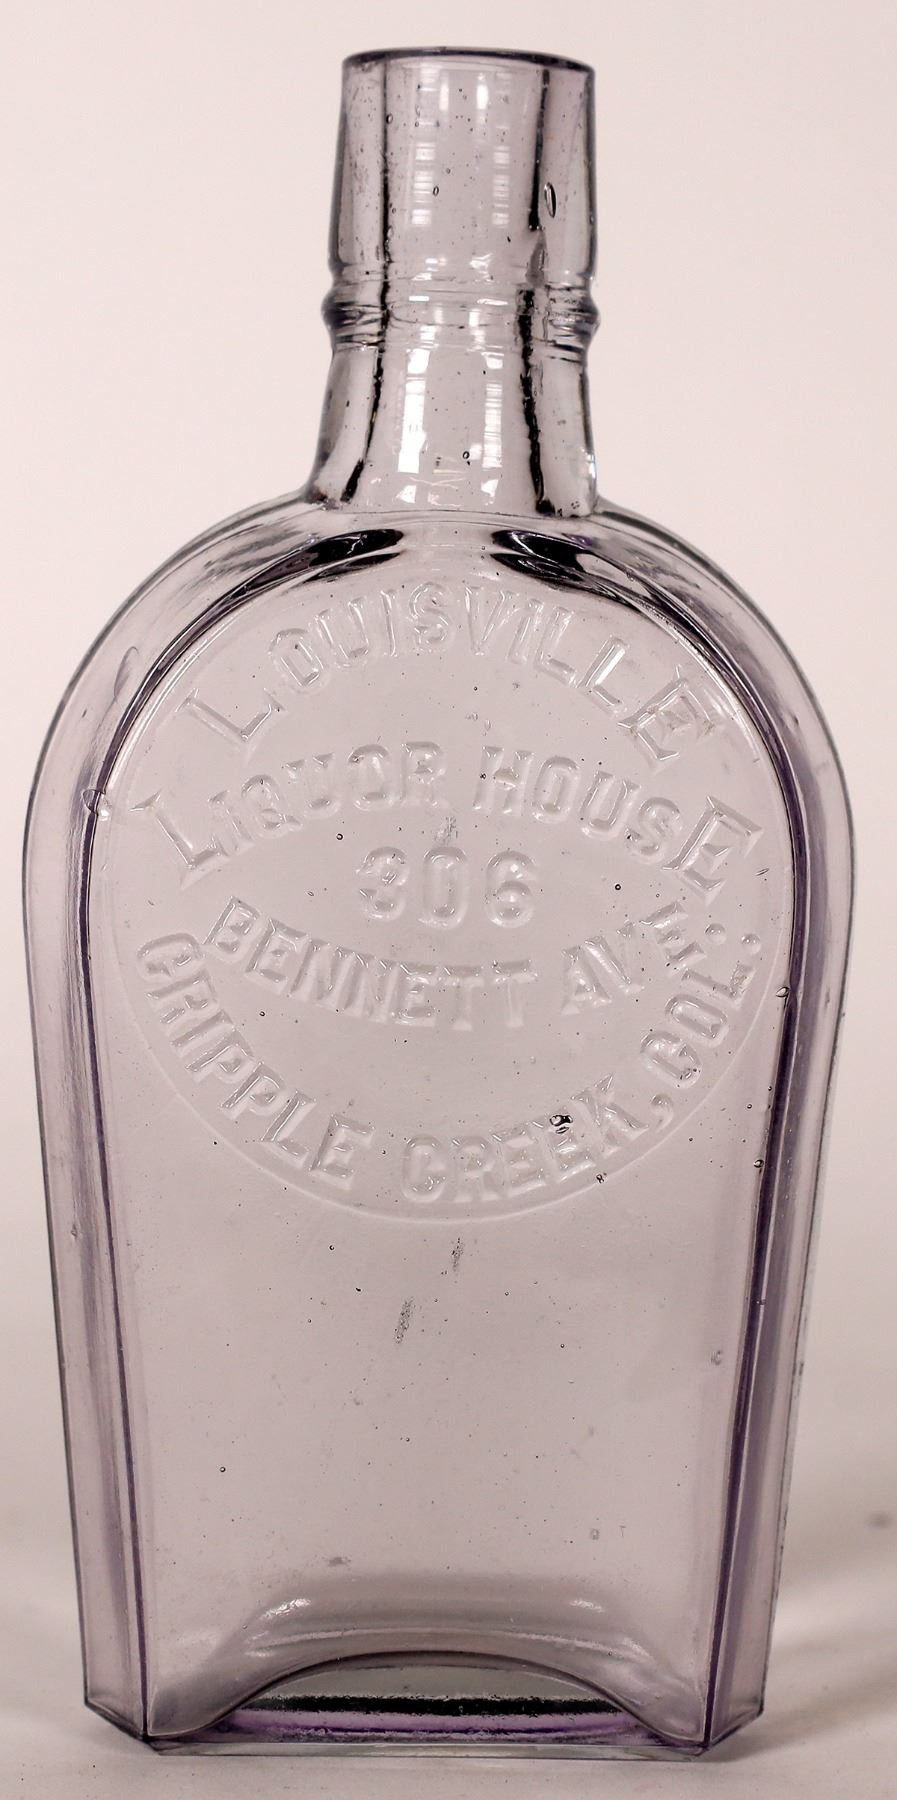 LOUISVILLE
LIQUOR HOUSE
306
BENNETT AVE.
CRIPPLE CREEK, COL.